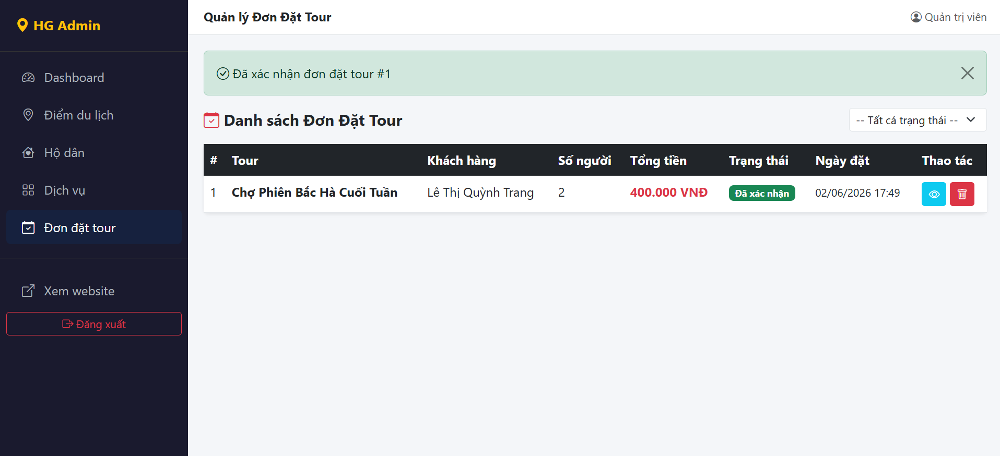 HG Admin
Dashboard
Điểm du lịch
Hộ dân
Dịch vụ
Đơn đặt tour
Xem website
Đăng xuất
Quản lý Đơn Đặt Tour
Quản trị viên
Đã xác nhận đơn đặt tour #1
Danh sách Đơn Đặt Tour
-- Tất cả trạng thái --
# Tour Khách hàng Số người Tổng tiền Trạng thái Ngày đặt Thao tác
1 Chợ Phiên Bắc Hà Cuối Tuần Lê Thị Quỳnh Trang 2 400.000 VNĐ Đã xác nhận 02/06/2026 17:49